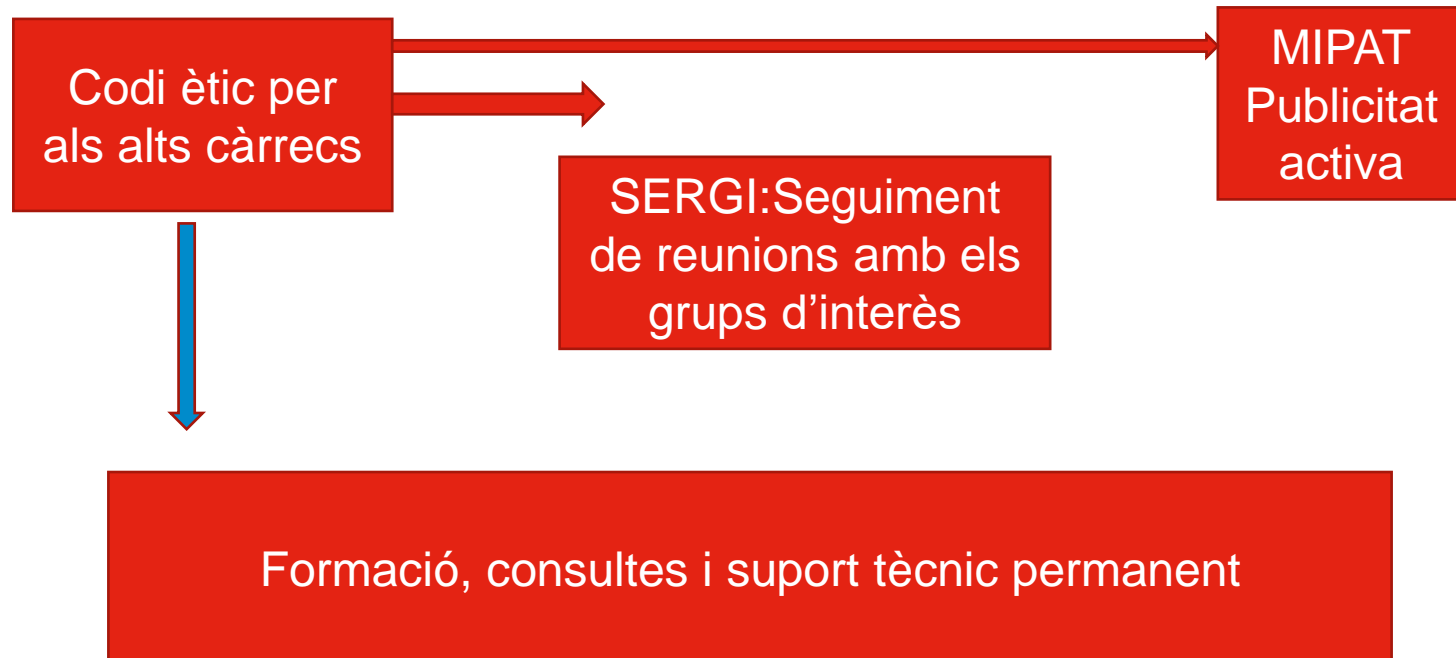 Codi ètic per
als alts càrrecs
MIPAT
Publicitat
activa
SERGI:Seguiment
de reunions amb els
grups d’interès
Formació, consultes i suport tècnic permanent